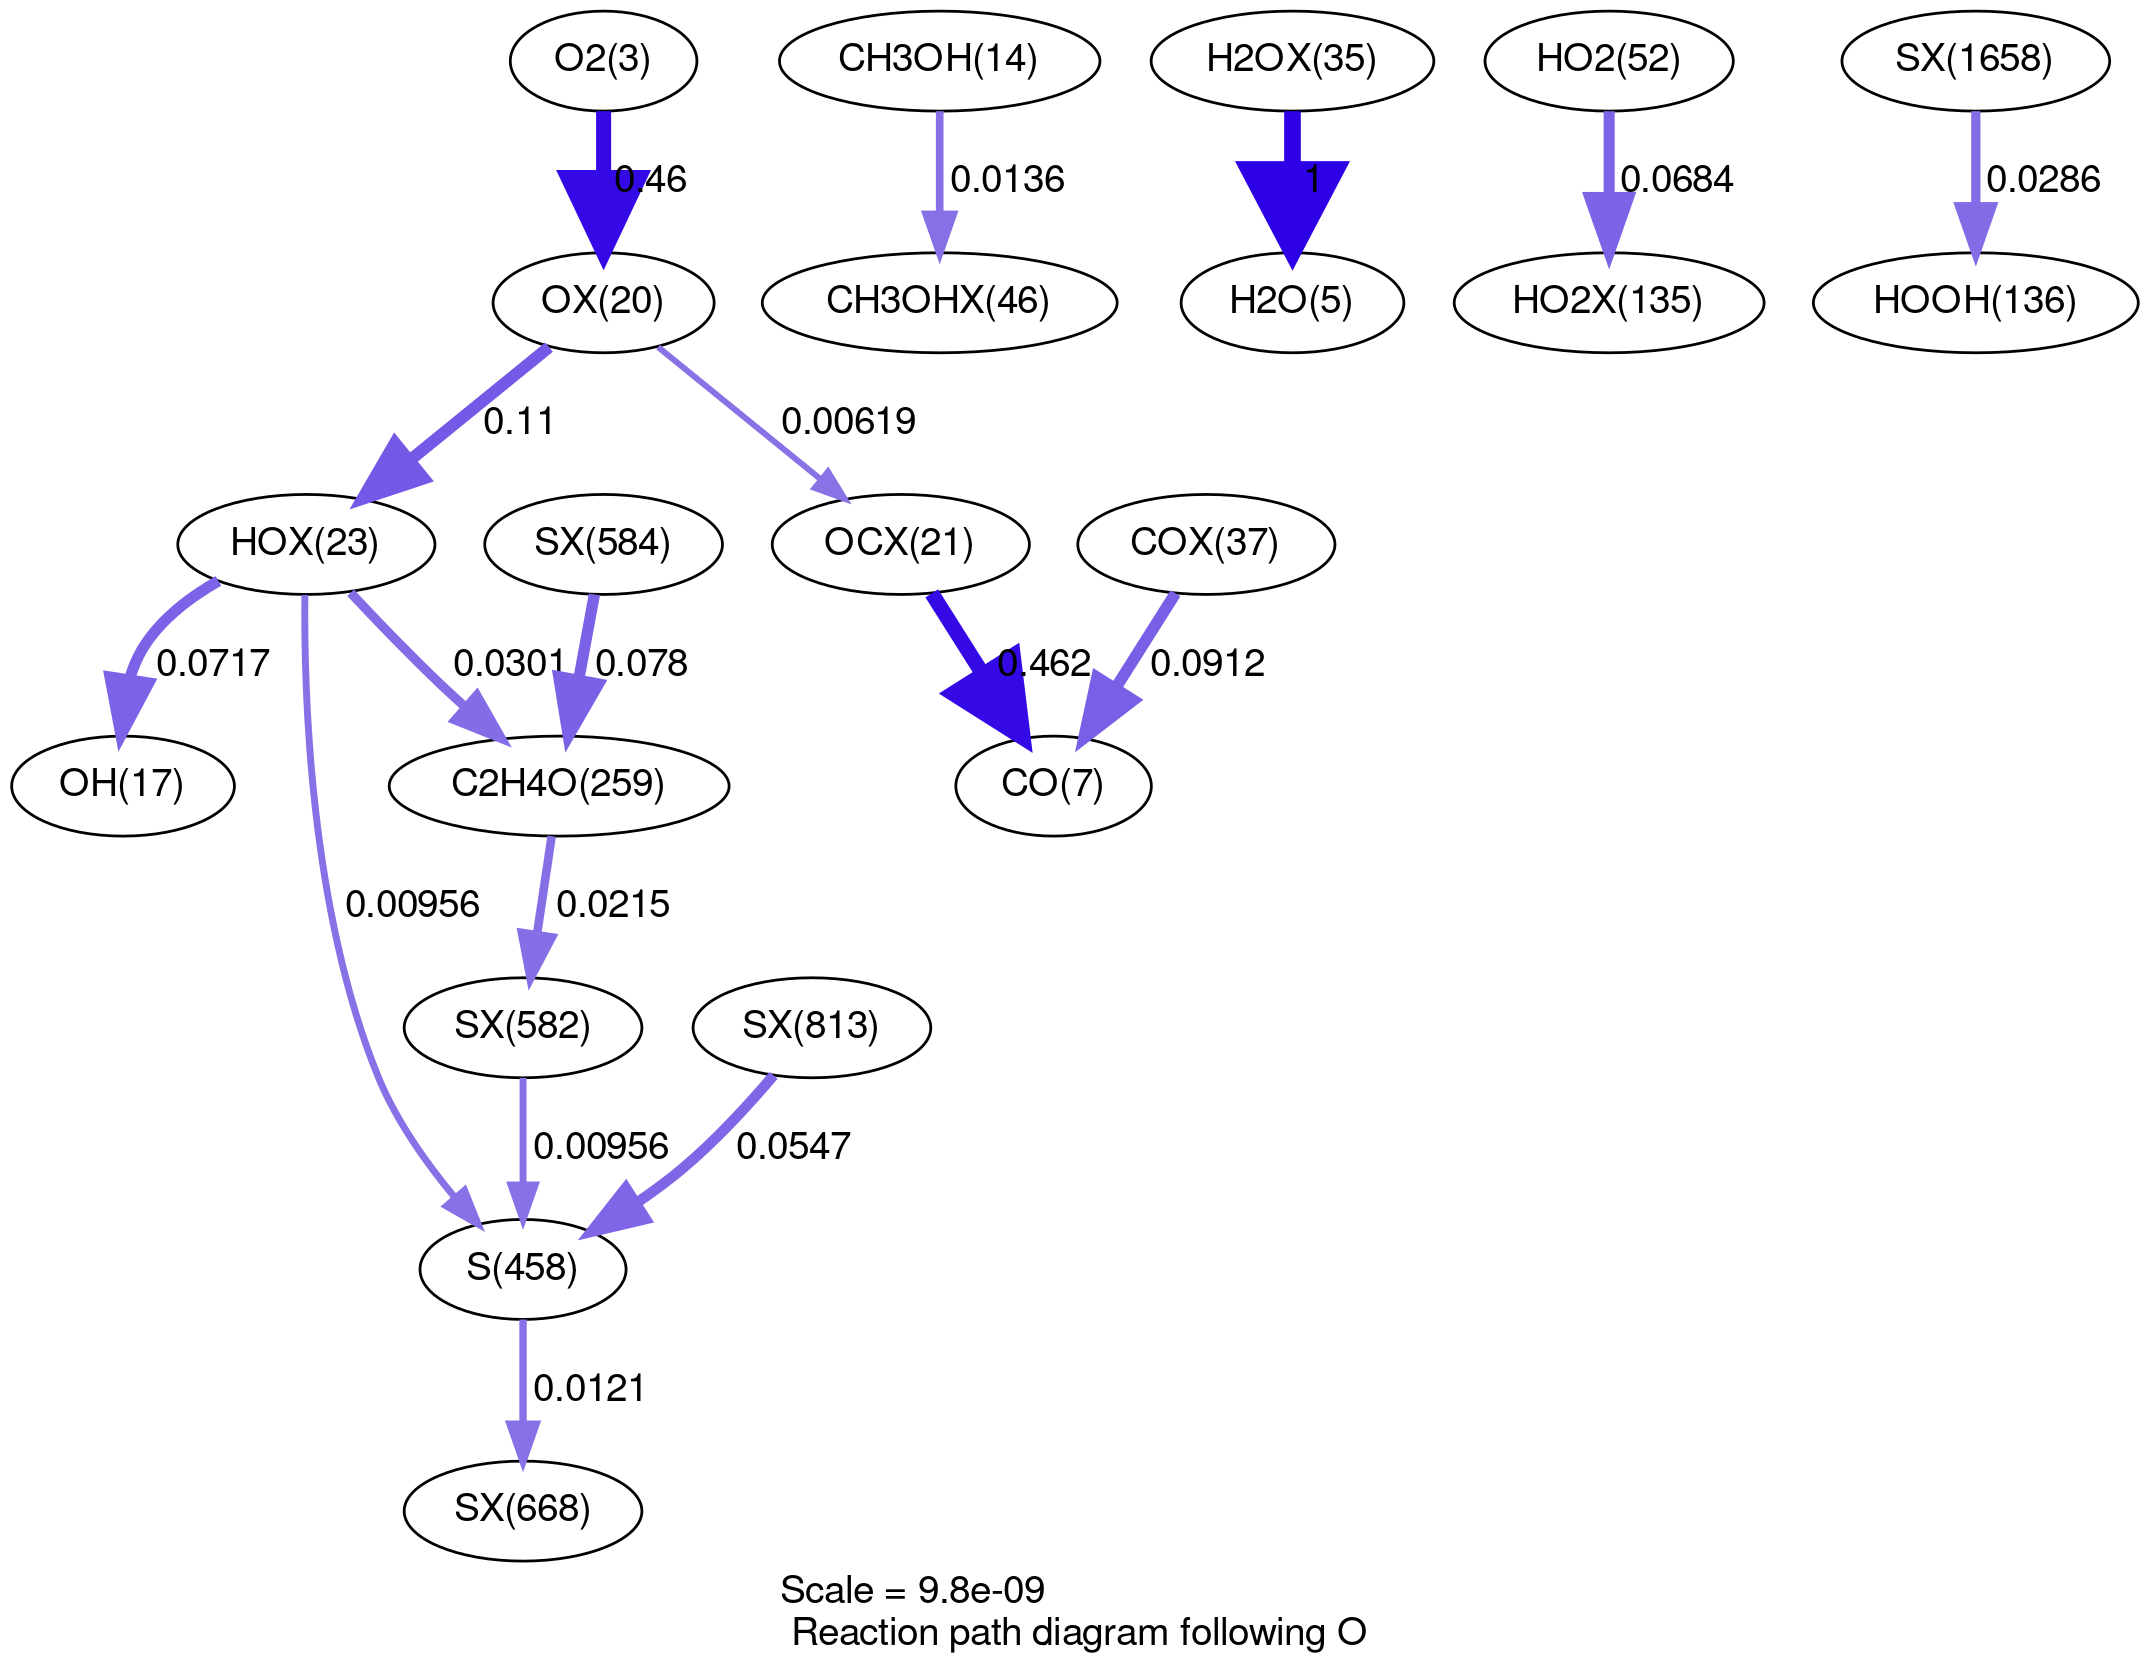 O2(3)
CH3OH(14)
H2OX(35)
HO2(52)
SX(1658)
0.46
0.0136
1
0.0684
0.0286
OX(20)
CH3OHX(46)
H2O(5)
HO2X(135)
HOOH(136)
0.11
0.00619
HOX(23)
SX(584)
OCX(21)
COX(37)
0.0717
0.0301
0.078
0.462
0.0912
OH(17)
C2H4O(259)
CO(7)
0.00956
0.0215
SX(582)
SX(813)
0.00956
0.0547
S(458)
0.0121
SX(668)
Scale = 9.8e-09
Reaction path diagram following O